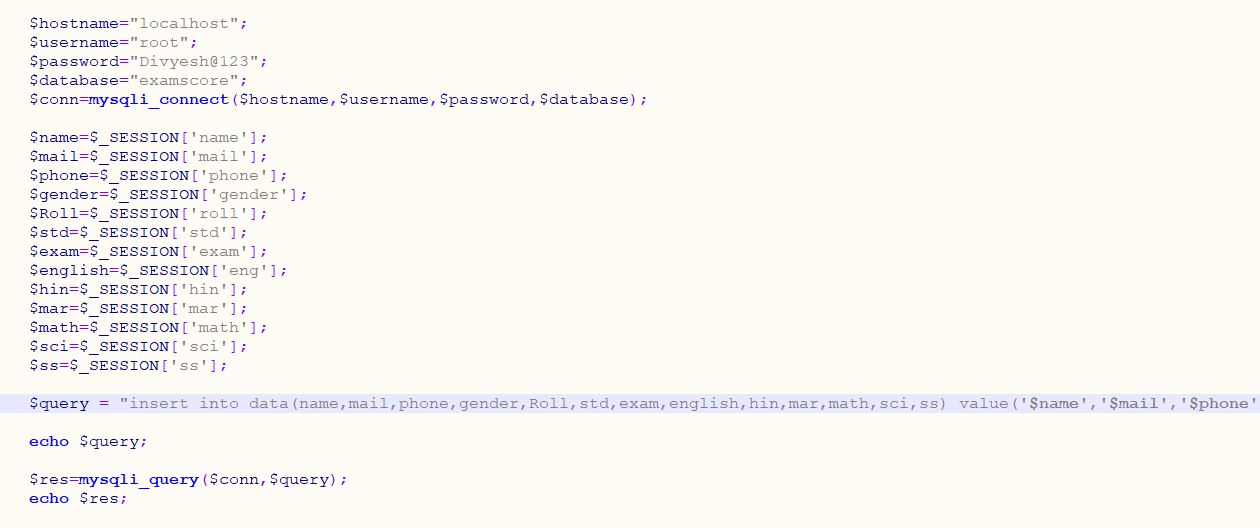 $hostname="localhost";
$username="root";
$password="Divyesh@123";
$database="examscore";
$conn=mysqli_connect($hostname,$username,$password,$database);
$name=$_SESSION['name'];
$mail=$_SESSION['mail'];
$phone=$_SESSION['phone'];
$gender=$_SESSION['gender'];
$Roll=$_SESSION['roll'];
$std=$_SESSION['std'];
$exam=$_SESSION['exam'];
$english=$_SESSION['eng'];
$hin=$_SESSION['hin'];
$mar=$_SESSION['mar'];
$math=$_SESSION['math'];
$sci=$_SESSION['sci'];
$ss=$_SESSION['ss'];
$query = "insert into data(name,mail,phone,gender,Roll,std,exam,english,hin,mar,math,sci,ss) value('$name','$mail','$phone'
echo $query;
$res=mysqli_query($conn,$query);
echo $res;